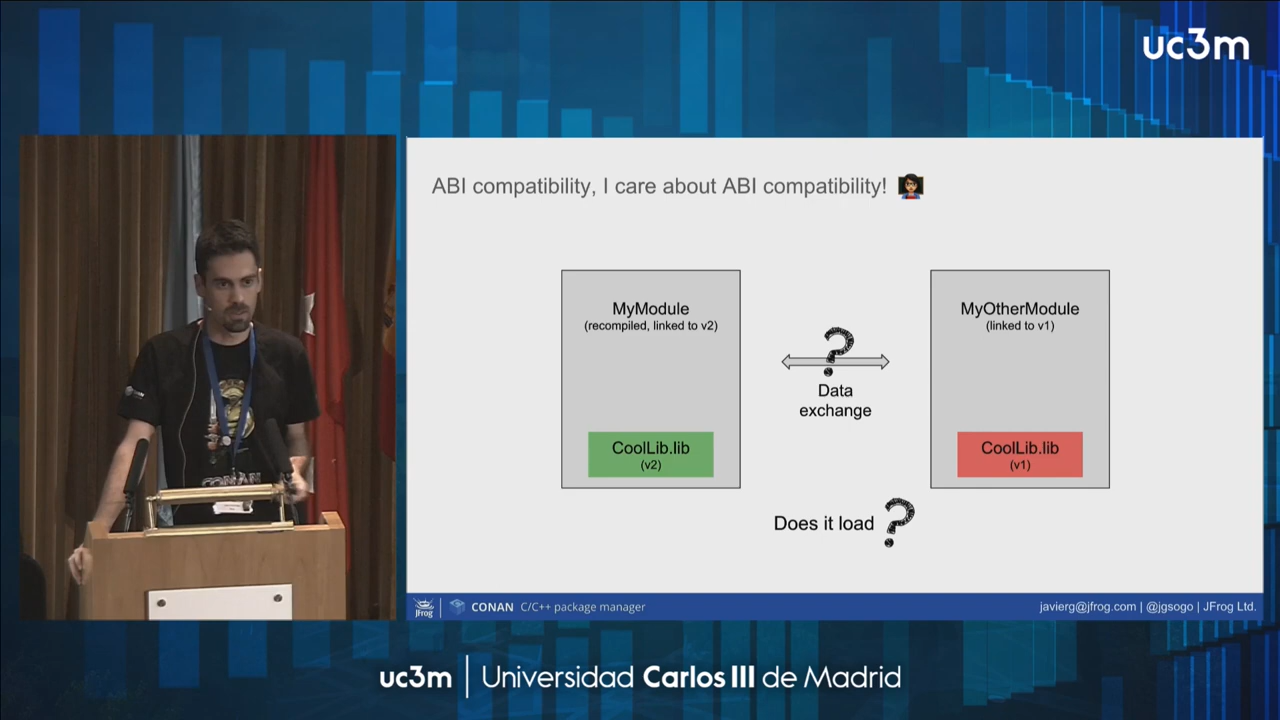 uc3m
ABI compatibility, I care about ABI compatibility!
MyModule
(recompiled, linked to v2)
CoolLib.lib
(v2)
?
Data
exchange
MyOtherModule
(linked to v1)
CoolLib.lib
(v1)
Does it load ?
CONAN
JFrog
CONAN C/C++ package manager
javierg@jfrog.com | @jgsogo | JFrog Ltd.
uc3m | Universidad Carlos III de Madrid